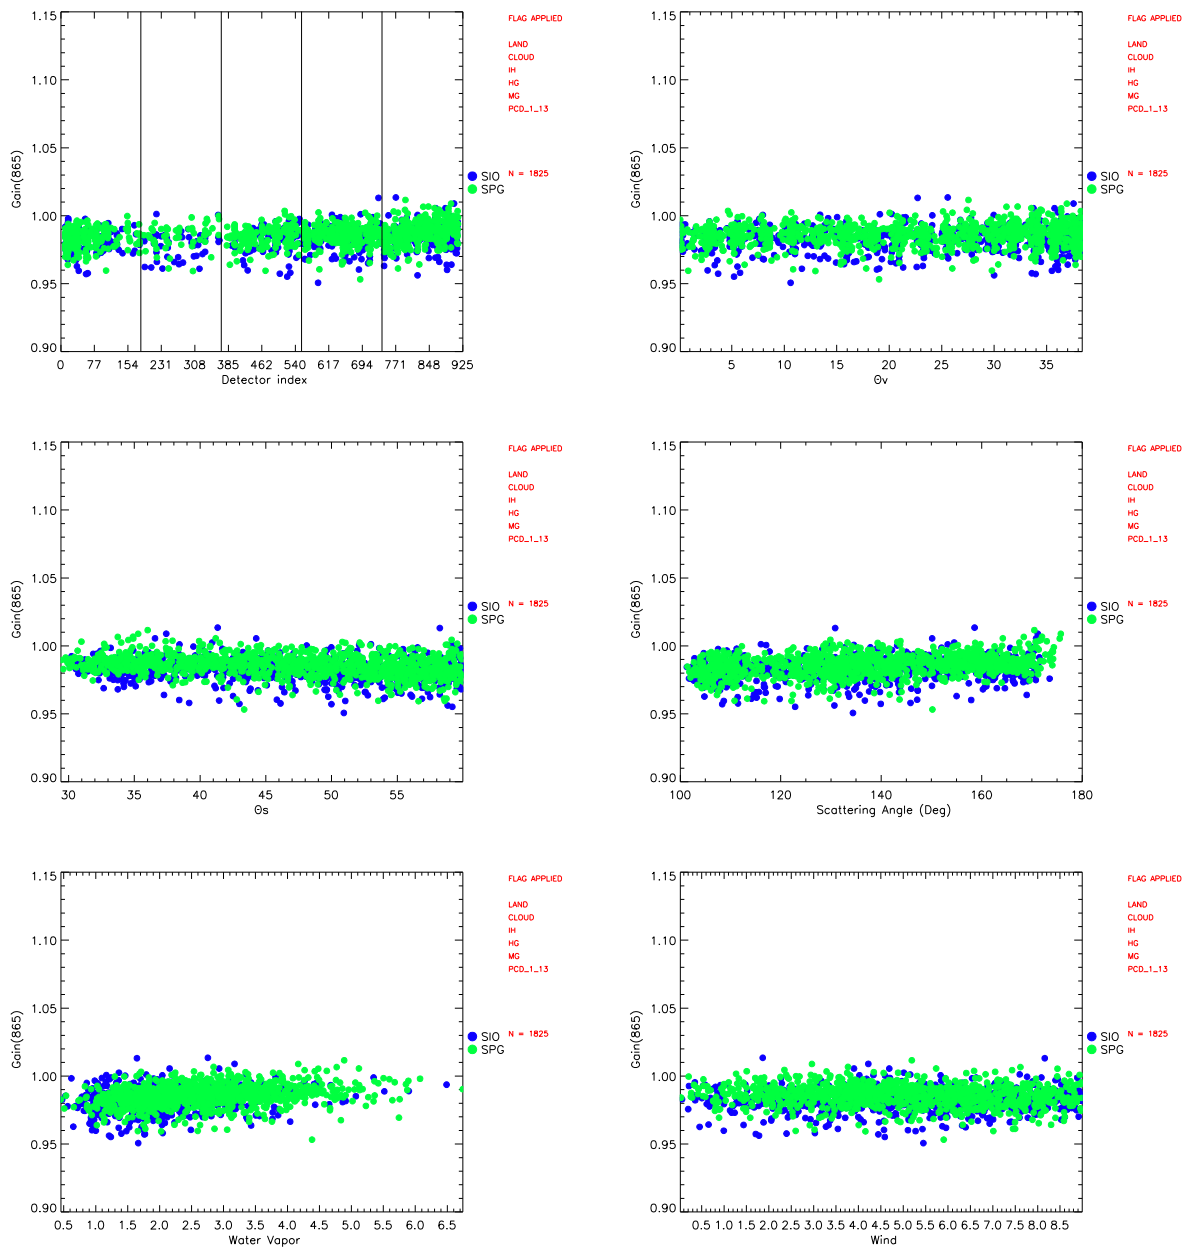 1.15
1.10
1.05
1.00
0.95
0.90
Gain(865)
0 77 154 231 308 385 462 540 617 694 771 848 925
Detector index
FLAG APPLIED
LAND
CLOUD
IH
HG
MG
PCD_1_13
SIO
SPG
N = 1825
1.15
1.10
1.05
1.00
0.95
0.90
Gain(865)
5 10 15 20 25 30 35
Θv
FLAG APPLIED
LAND
CLOUD
IH
HG
MG
PCD_1_13
SIO
SPG
N = 1825
1.15
1.10
1.05
1.00
0.95
0.90
Gain(865)
30 35 40 45 50 55
Θs
FLAG APPLIED
LAND
CLOUD
IH
HG
MG
PCD_1_13
SIO
SPG
N = 1825
1.15
1.10
1.05
1.00
0.95
0.90
Gain(865)
100 120 140 160 180
Scattering Angle (Deg)
FLAG APPLIED
LAND
CLOUD
IH
HG
MG
PCD_1_13
SIO
SPG
N = 1825
1.15
1.10
1.05
1.00
0.95
0.90
Gain(865)
0.5 1.0 1.5 2.0 2.5 3.0 3.5 4.0 4.5 5.0 5.5 6.0 6.5
Water Vapor
FLAG APPLIED
LAND
CLOUD
IH
HG
MG
PCD_1_13
SIO
SPG
N = 1825
1.15
1.10
1.05
1.00
0.95
0.90
Gain(865)
0.5 1.0 1.5 2.0 2.5 3.0 3.5 4.0 4.5 5.0 5.5 6.0 6.5 7.0 7.5 8.0 8.5
Wind
FLAG APPLIED
LAND
CLOUD
IH
HG
MG
PCD_1_13
SIO
SPG
N = 1825